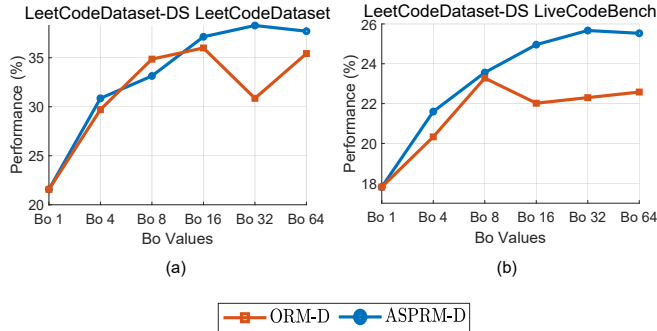 LeetCodeDataset-DS LeetCodeDataset
Performance (%)
35
30
25
20
Bo 1 Bo 4 Bo 8 Bo 16 Bo 32 Bo 64
Bo Values
(a)
LeetCodeDataset-DS LiveCodeBench
Performance (%)
26
24
22
20
18
Bo 1 Bo 4 Bo 8 Bo 16 Bo 32 Bo 64
Bo Values
(b)
ORM-D ASPRM-D